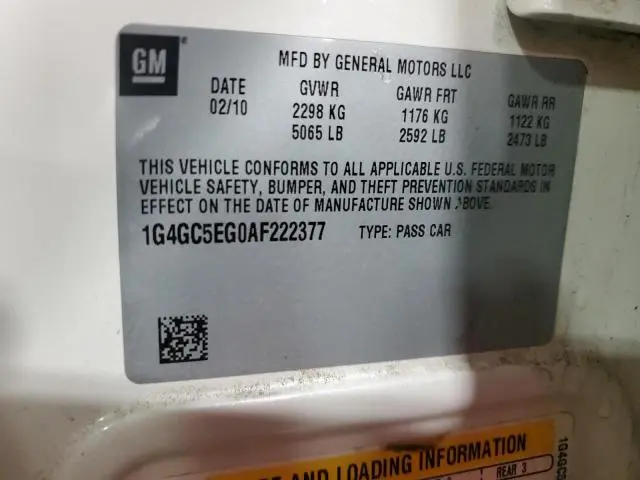 GM
MFD BY GENERAL MOTORS LLC
DATE GVWR GAWR FRT GAWR RR
02/10 2298 KG 1176 KG 1122 KG
5065 LB 2592 LB 2473 LB
THIS VEHICLE CONFORMS TO ALL APPLICABLE U.S. FEDERAL MOTOR
VEHICLE SAFETY, BUMPER, AND THEFT PREVENTION STANDARDS IN
EFFECT ON THE DATE OF MANUFACTURE SHOWN ABOVE.
1G4GC5EG0AF222377 TYPE: PASS CAR
AND LOADING INFORMATION
REAR 3
1G4GC5